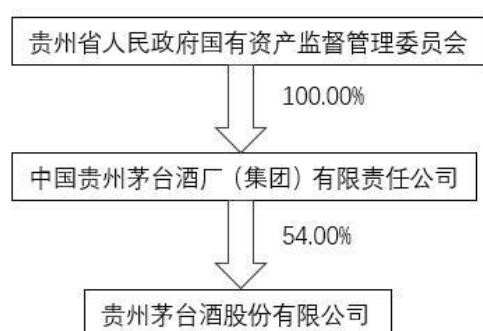 贵州省人民政府国有资产监督管理委员会
100.00%
中国贵州茅台酒厂（集团）有限责任公司
54.00%
贵州茅台酒股份有限公司